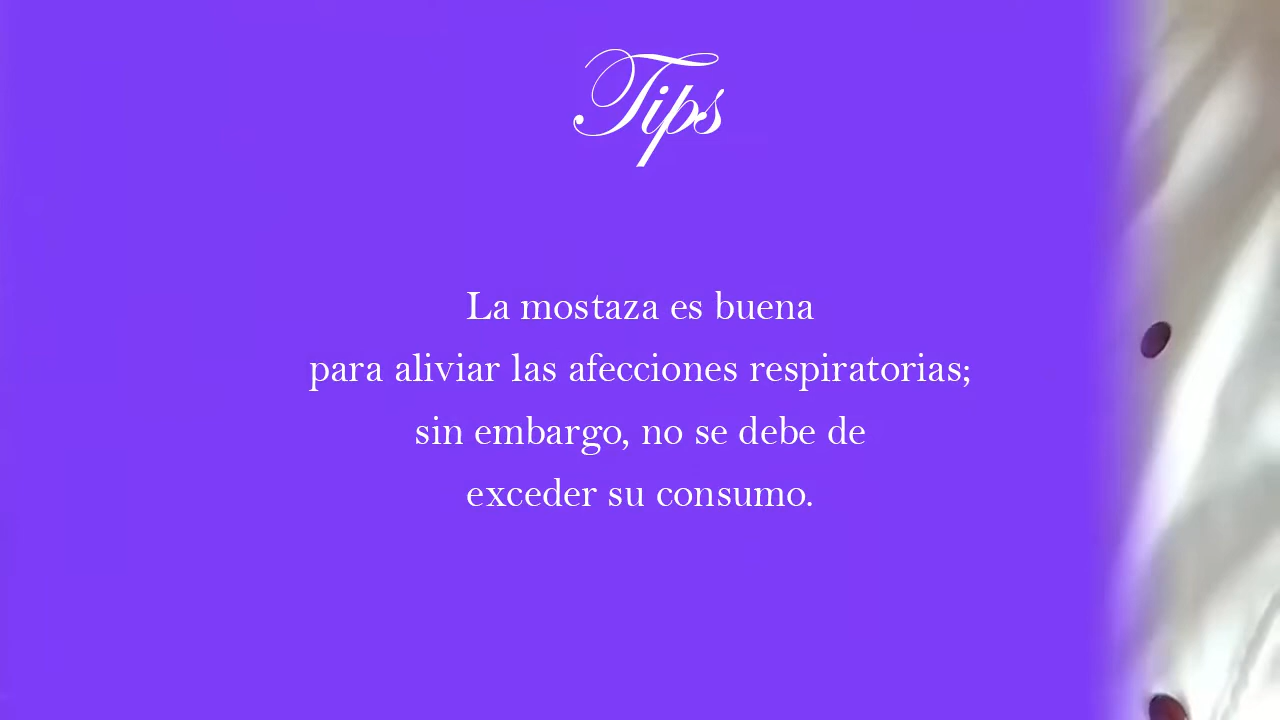 Tips
La mostaza es buena
para aliviar las afecciones respiratorias;
sin embargo, no se debe de
exceder su consumo.